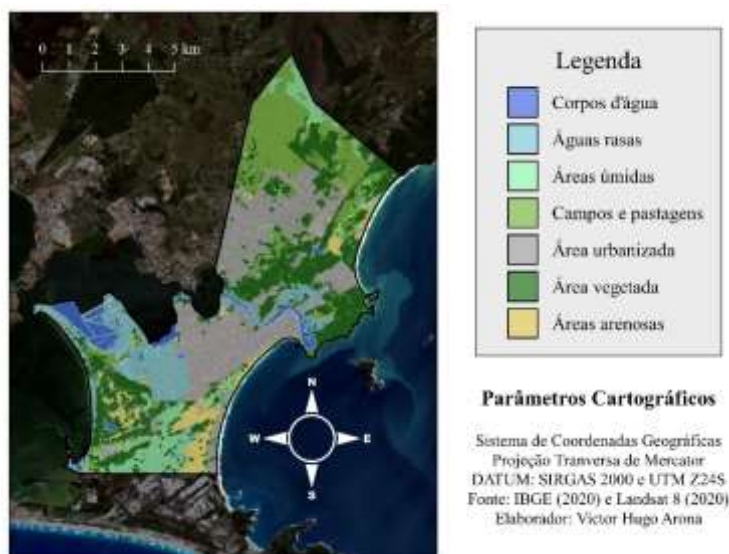 0 1 2 3 4 5 km
N
W E
S
Legenda
Corpos d'água
Águas rasas
Áreas úmidas
Campos e pastagens
Área urbanizada
Área vegetada
Áreas arenosas
Parâmetros Cartográficos
Sistema de Coordenadas Geográficas
Projeção Tranversa de Mercator
DATUM: SIRGAS 2000 e UTM Z24S
Fonte: IBGE (2020) e Landsat 8 (2020)
Elaborador: Victor Hugo Arona